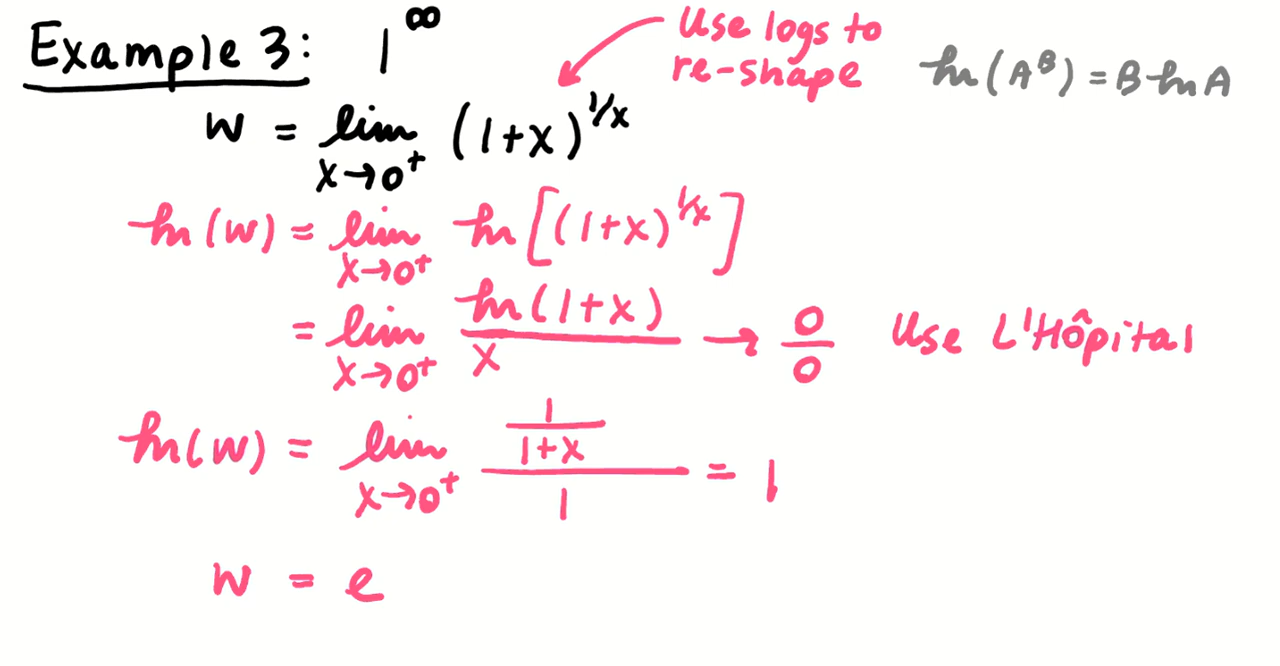 Example 3: 1^∞
Use logs to
re-shape
ln(A^B) = B ln A
W = lim_{x→0⁺} (1+x)^{1/x}
ln(W) = lim_{x→0⁺} ln[(1+x)^{1/x}]
= lim_{x→0⁺} ln(1+x)/x → 0/0 Use L'Hôpital
ln(W) = lim_{x→0⁺} (1/(1+x))/1 = 1
W = e